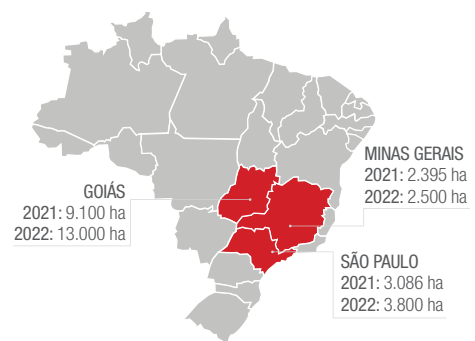 MINAS GERAIS
2021: 2.395 ha
2022: 2.500 ha
GOIÁS
2021: 9.100 ha
2022: 13.000 ha
SÃO PAULO
2021: 3.086 ha
2022: 3.800 ha